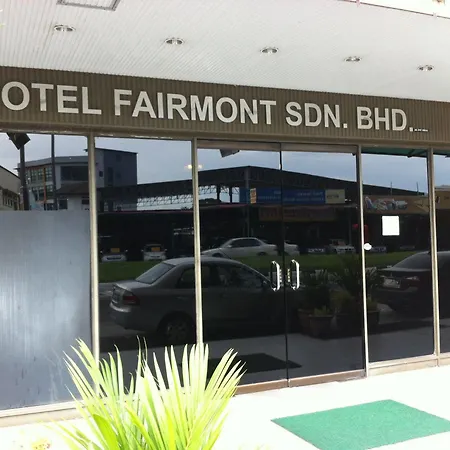 OTEL FAIRMONT SDN. BHD.